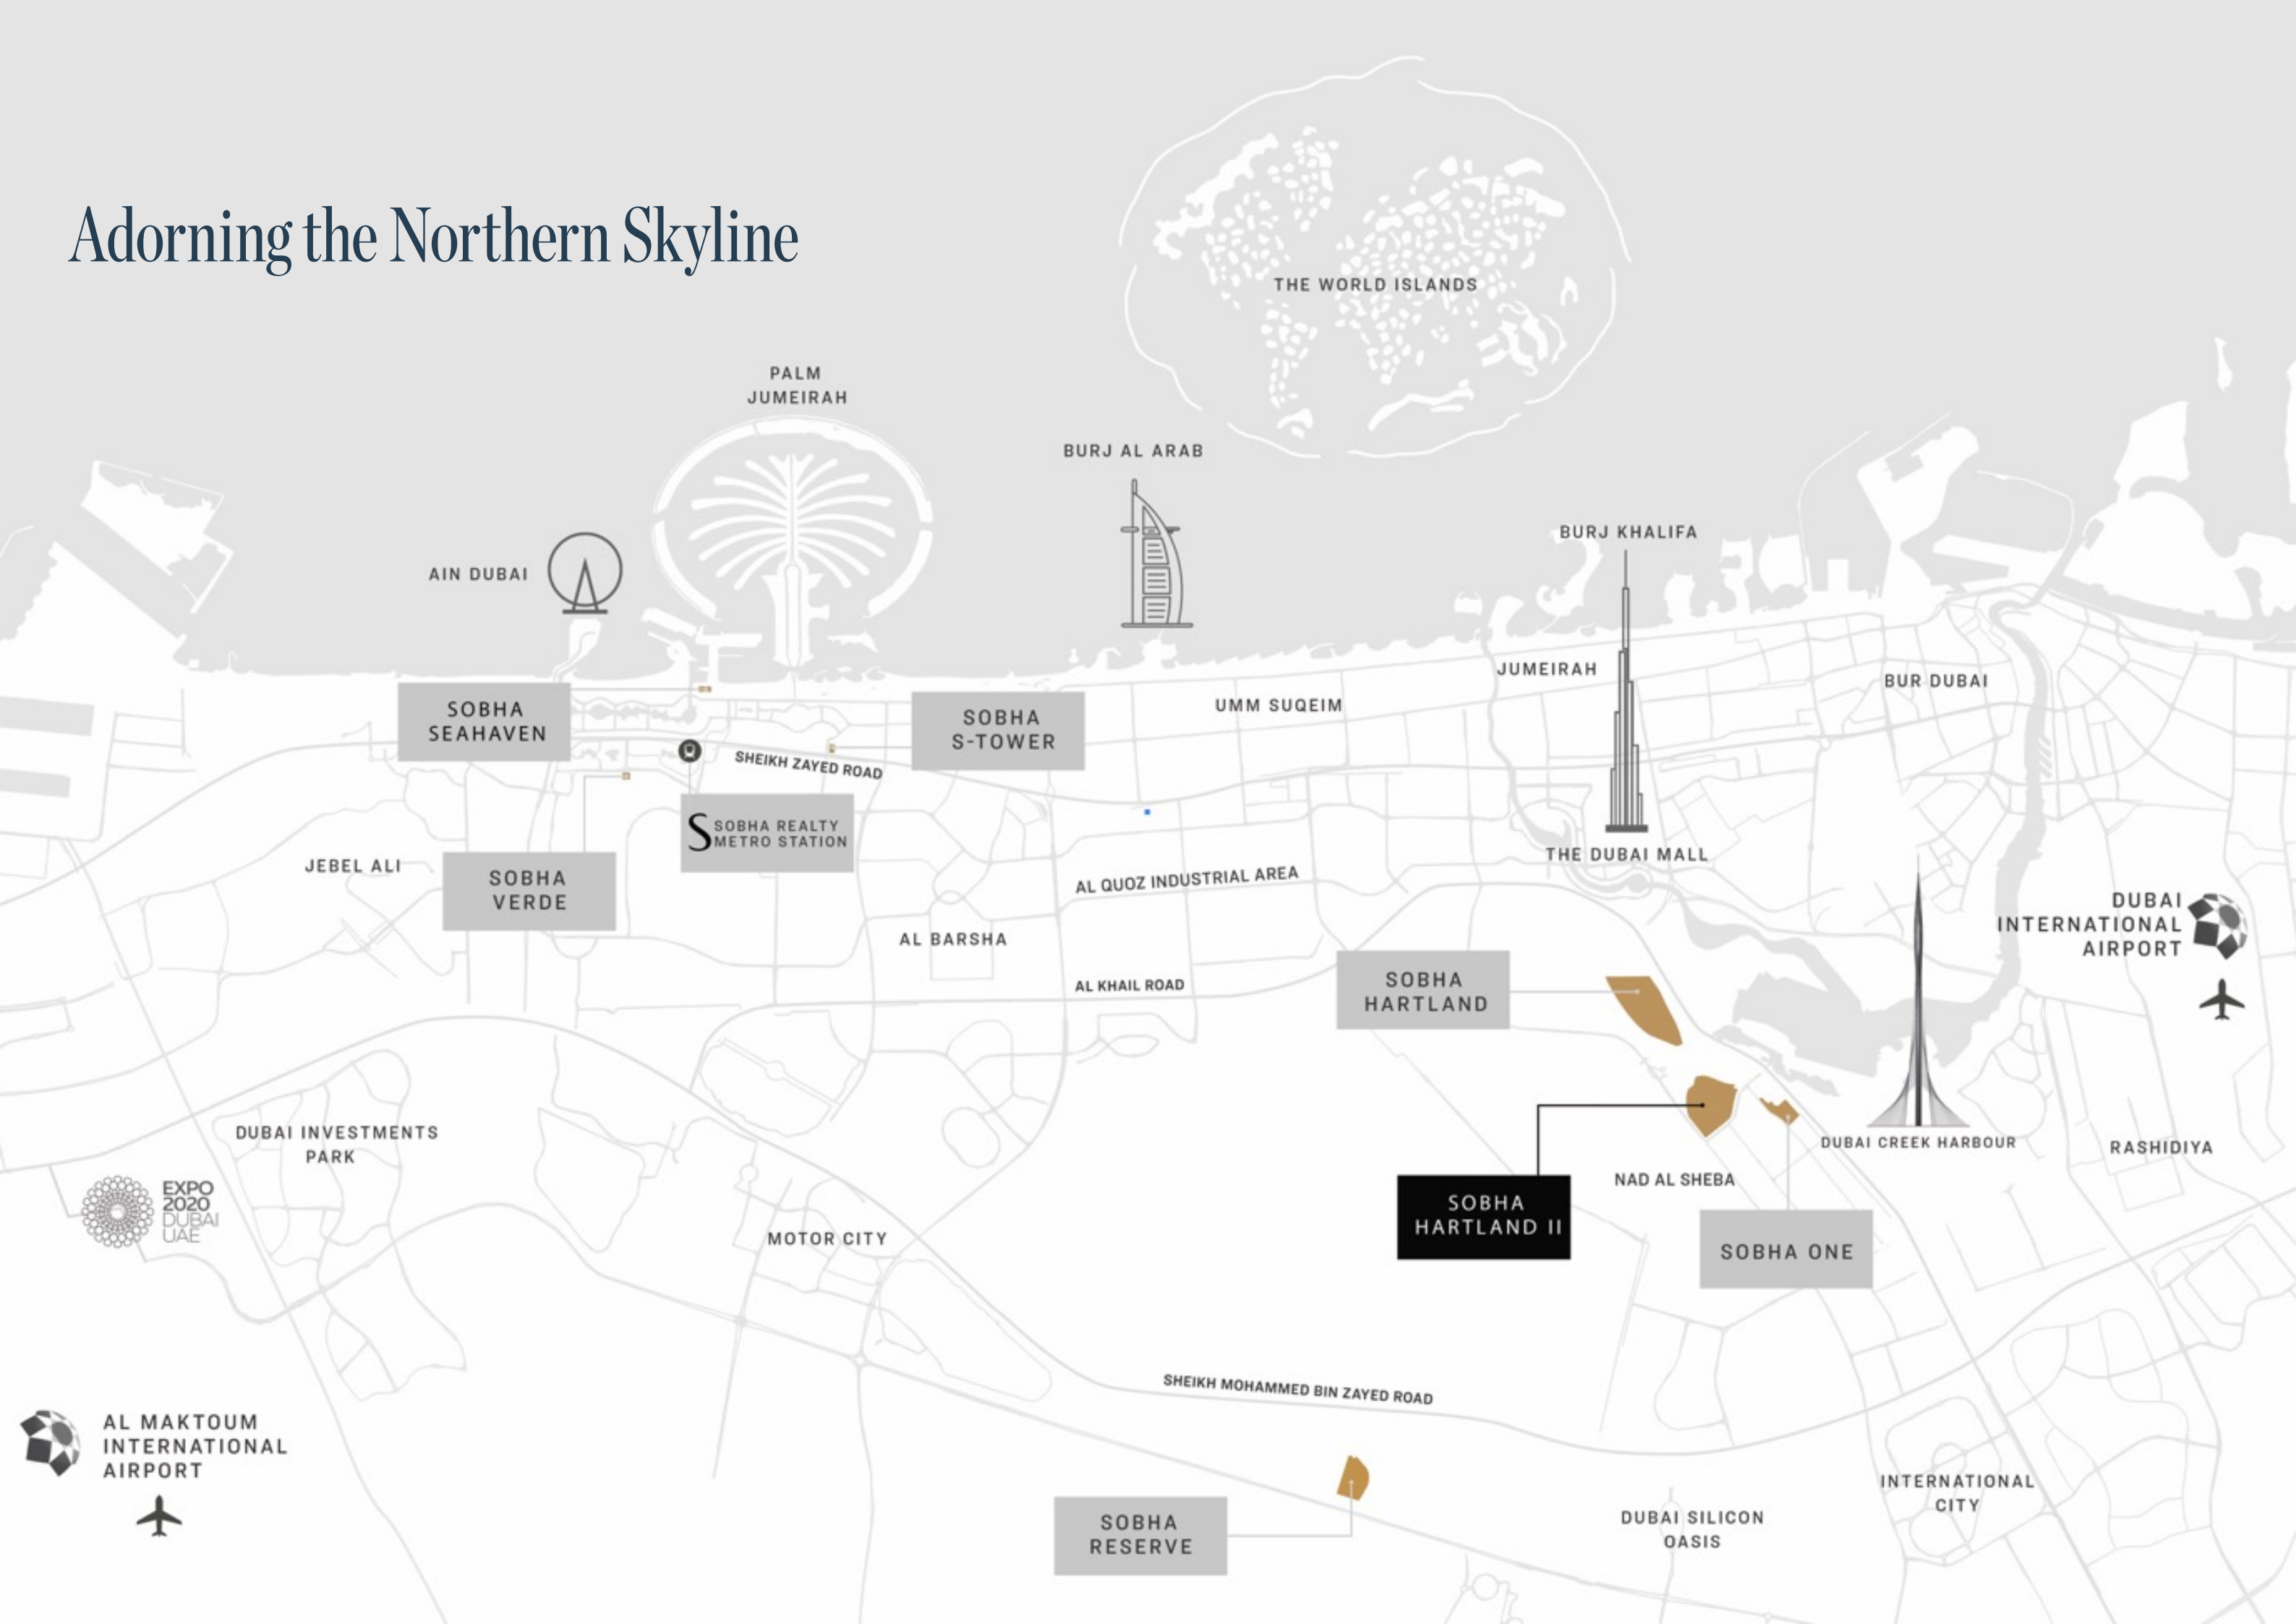 Adorning the Northern Skyline
THE WORLD ISLANDS
PALM
JUMEIRAH
BURJ AL ARAB
BURJ KHALIFA
AIN DUBAI
JUMEIRAH
BUR DUBAI
SOBHA
SEAHAVEN
SOBHA
S-TOWER
UMM SUQEIM
SHEIKH ZAYED ROAD
S SOBHA REALTY
METRO STATION
JEBEL ALI
SOBHA
VERDE
THE DUBAI MALL
AL QUOZ INDUSTRIAL AREA
DUBAI
INTERNATIONAL
AIRPORT
AL BARSHA
AL KHAIL ROAD
SOBHA
HARTLAND
DUBAI INVESTMENTS
PARK
DUBAI CREEK HARBOUR
RASHIDIYA
NAD AL SHEBA
EXPO
2020
DUBAI
UAE
SOBHA
HARTLAND II
MOTOR CITY
SOBHA ONE
SHEIKH MOHAMMED BIN ZAYED ROAD
AL MAKTOUM
INTERNATIONAL
AIRPORT
SOBHA
RESERVE
DUBAI SILICON
OASIS
INTERNATIONAL
CITY